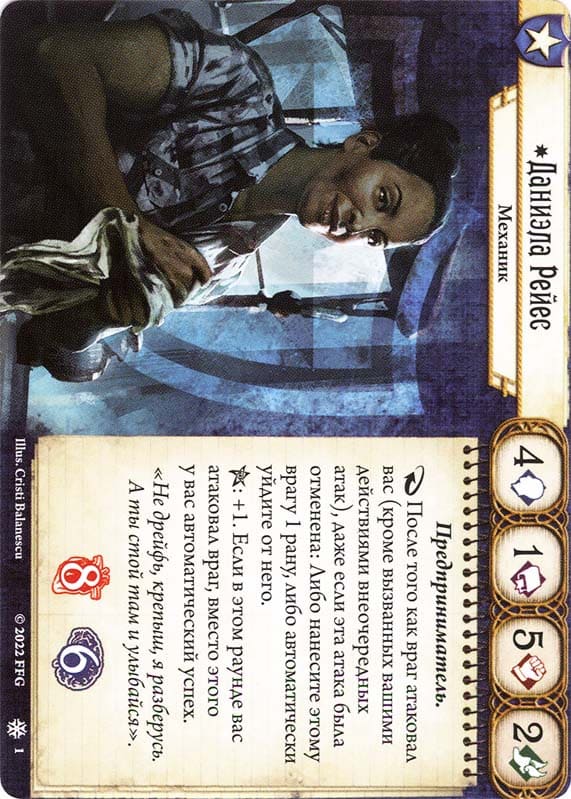 *Даниэла Рейес
Механик
4 1 5 2
Предприниматель.
После того как враг атаковал
вас (кроме вызванных вашими
действиями внеочередных
атак), даже если эта атака была
отменена: Либо нанесите этому
врагу 1 рану, либо автоматически
уйдите от него.
: +1. Если в этом раунде вас
атаковал враг, вместо этого
у вас автоматический успех.
«Не дрейфь, крепыш, я разберусь.
А ты стой там и улыбайся».
8 6
Illus. Cristi Balanescu © 2022 FFG 1